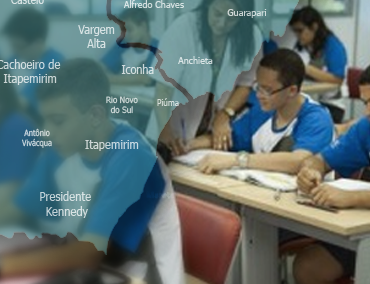 Castelo
Alfredo Chaves
Guarapari
Vargem
Alta
Cachoeiro de
Itapemirim
Iconha
Anchieta
Rio Novo
do Sul
Piúma
Antônio
Vivácqua
Itapemirim
Presidente
Kennedy